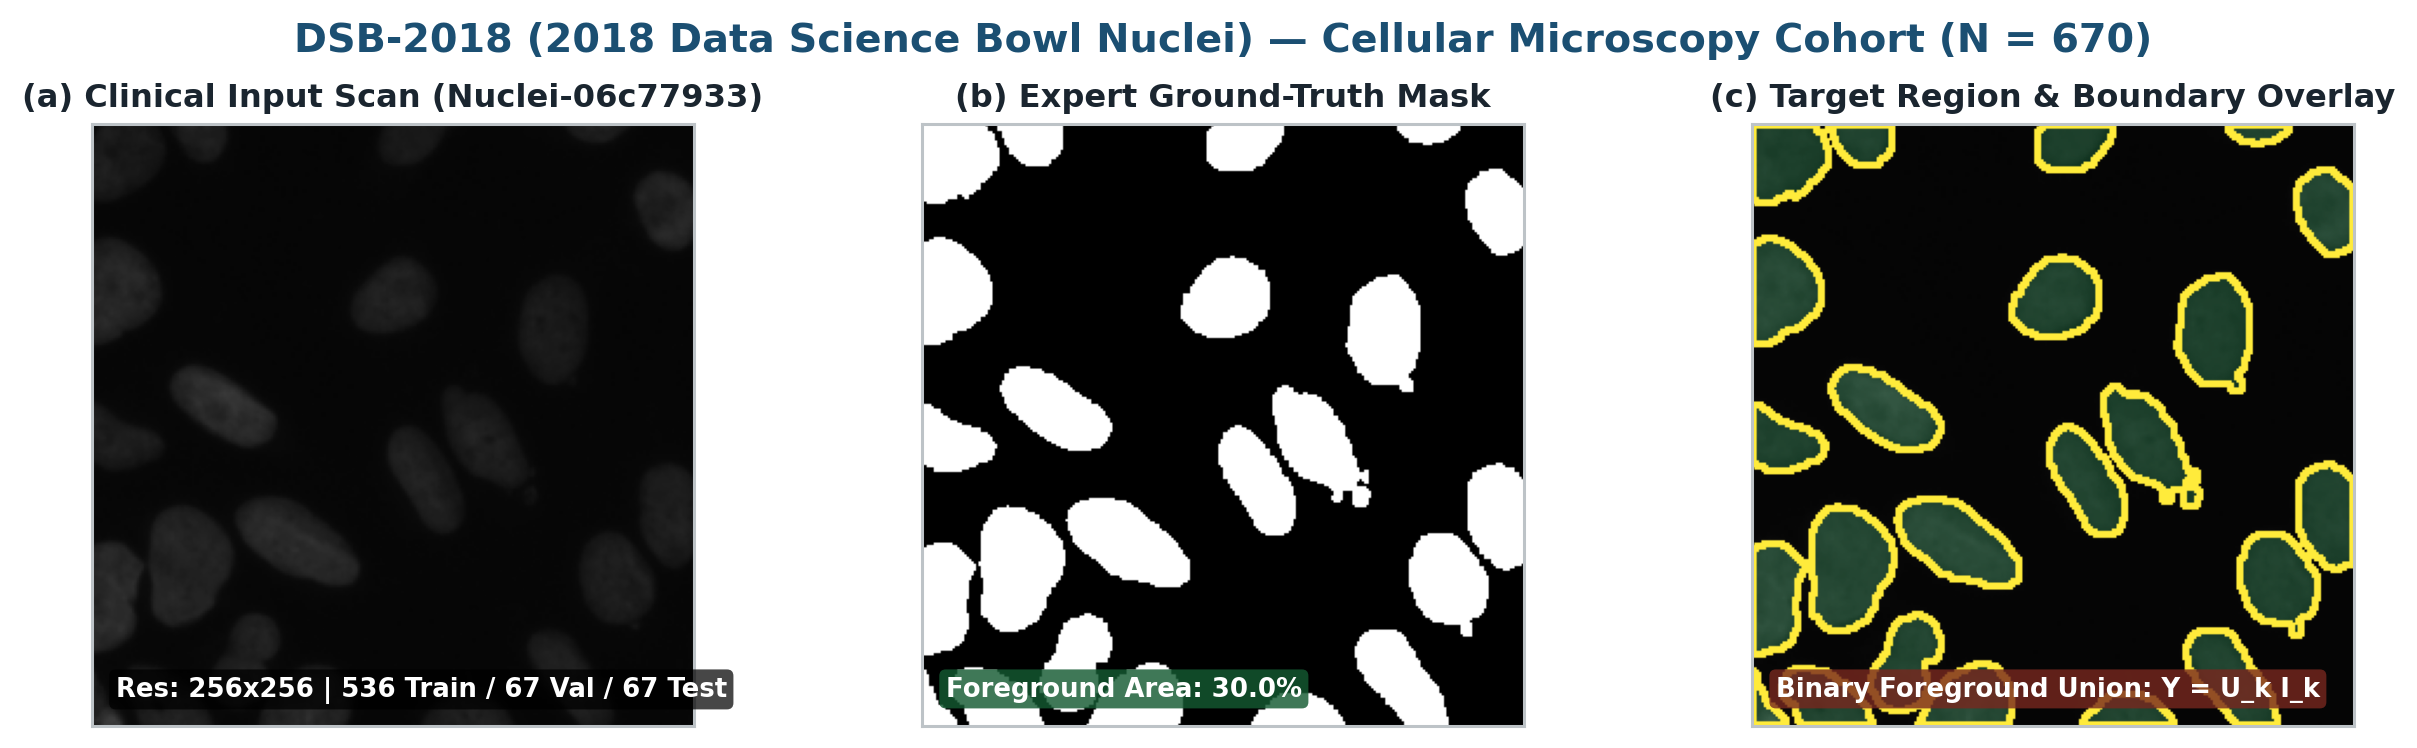 DSB-2018 (2018 Data Science Bowl Nuclei) — Cellular Microscopy Cohort (N = 670)
(a) Clinical Input Scan (Nuclei-06c77933)
(b) Expert Ground-Truth Mask
(c) Target Region & Boundary Overlay
Res: 256x256 | 536 Train / 67 Val / 67 Test
Foreground Area: 30.0%
Binary Foreground Union: Y = U_k I_k